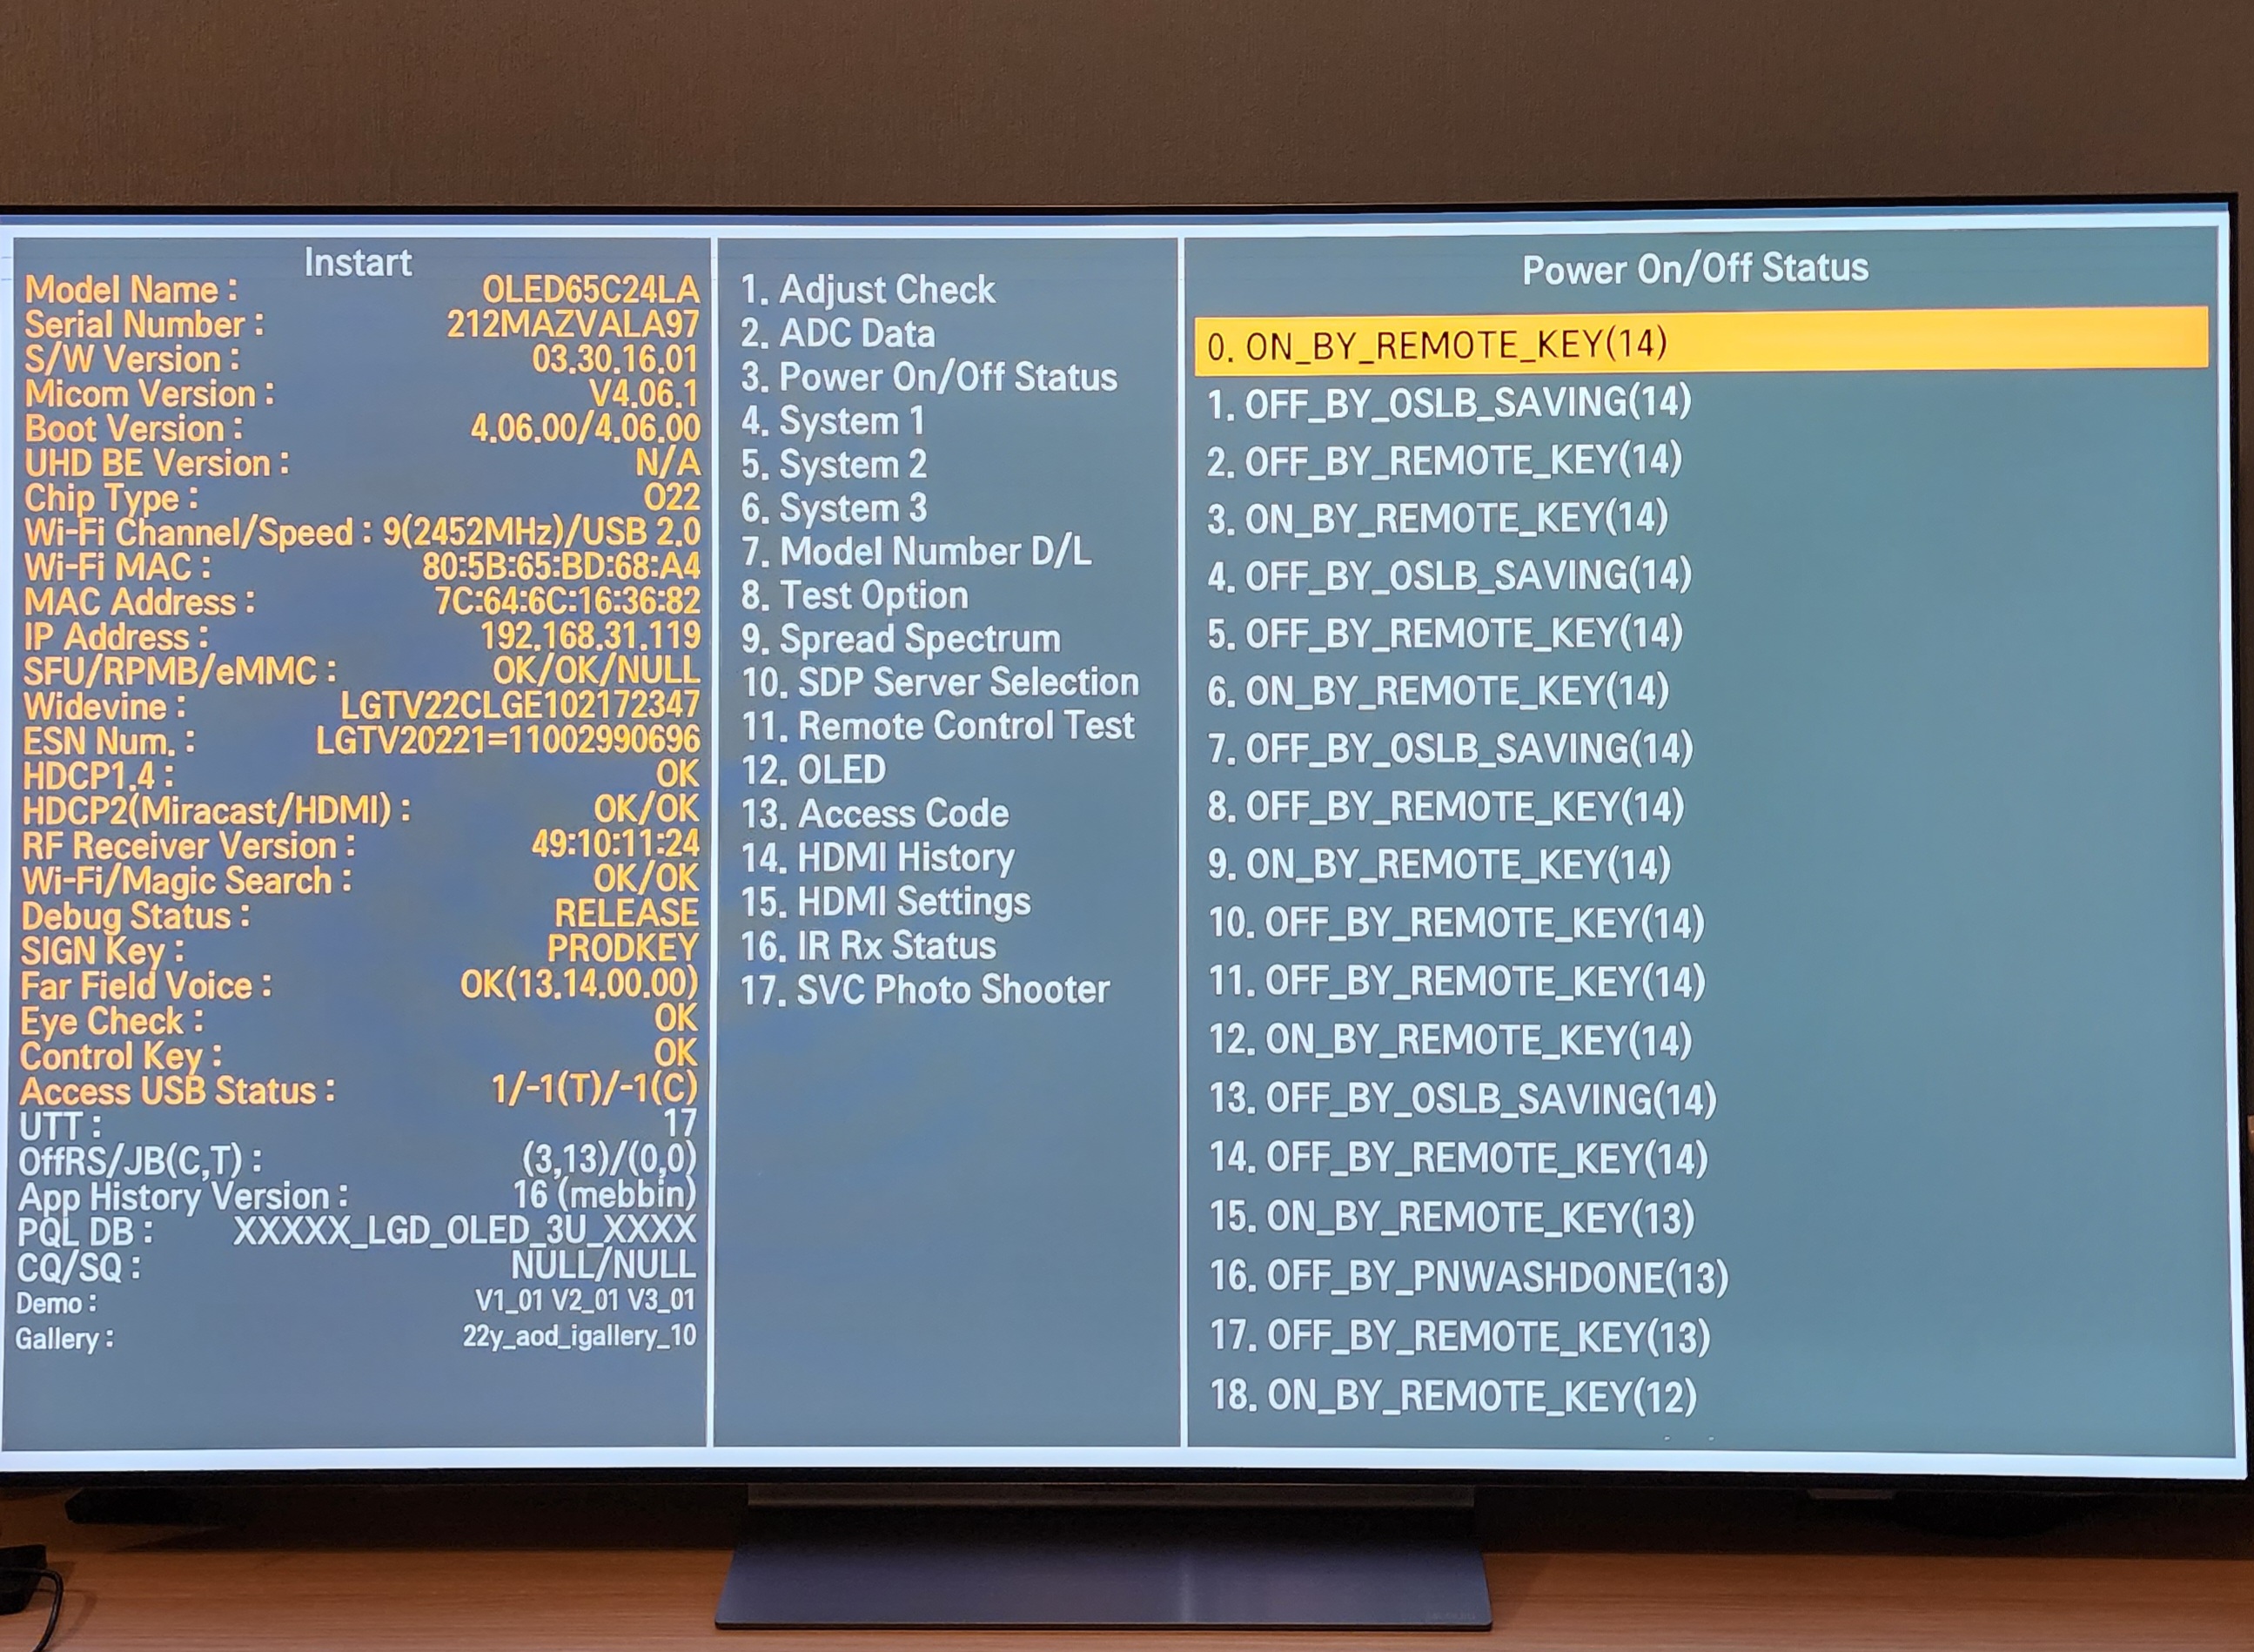 Instart
Model Name : OLED65C24LA
Serial Number : 212MAZVALA97
S/W Version : 03.30.16.01
Micom Version : V4.06.1
Boot Version : 4.06.00/4.06.00
UHD BE Version : N/A
Chip Type : O22
Wi-Fi Channel/Speed : 9(2452MHz)/USB 2.0
Wi-Fi MAC : 80:5B:65:BD:68:A4
MAC Address : 7C:64:6C:16:36:82
IP Address : 192.168.31.119
SFU/RPMB/eMMC : OK/OK/NULL
Widevine : LGTV22CLGE102172347
ESN Num. : LGTV20221=11002990696
HDCP1.4 : OK
HDCP2(Miracast/HDMI) : OK/OK
RF Receiver Version : 49:10:11:24
Wi-Fi/Magic Search : OK/OK
Debug Status : RELEASE
SIGN Key : PRODKEY
Far Field Voice : OK(13.14.00.00)
Eye Check : OK
Control Key : OK
Access USB Status : 1/-1(T)/-1(C)
UTT : 17
OffRS/JB(C,T) : (3,13)/(0,0)
App History Version : 16 (mebbin)
PQL DB : XXXXX_LGD_OLED_3U_XXXX
CQ/SQ : NULL/NULL
Demo : V1_01 V2_01 V3_01
Gallery : 22y_aod_igallery_10
1. Adjust Check
2. ADC Data
3. Power On/Off Status
4. System 1
5. System 2
6. System 3
7. Model Number D/L
8. Test Option
9. Spread Spectrum
10. SDP Server Selection
11. Remote Control Test
12. OLED
13. Access Code
14. HDMI History
15. HDMI Settings
16. IR Rx Status
17. SVC Photo Shooter
Power On/Off Status
0. ON_BY_REMOTE_KEY(14)
1. OFF_BY_OSLB_SAVING(14)
2. OFF_BY_REMOTE_KEY(14)
3. ON_BY_REMOTE_KEY(14)
4. OFF_BY_OSLB_SAVING(14)
5. OFF_BY_REMOTE_KEY(14)
6. ON_BY_REMOTE_KEY(14)
7. OFF_BY_OSLB_SAVING(14)
8. OFF_BY_REMOTE_KEY(14)
9. ON_BY_REMOTE_KEY(14)
10. OFF_BY_REMOTE_KEY(14)
11. OFF_BY_REMOTE_KEY(14)
12. ON_BY_REMOTE_KEY(14)
13. OFF_BY_OSLB_SAVING(14)
14. OFF_BY_REMOTE_KEY(14)
15. ON_BY_REMOTE_KEY(13)
16. OFF_BY_PNWASHDONE(13)
17. OFF_BY_REMOTE_KEY(13)
18. ON_BY_REMOTE_KEY(12)